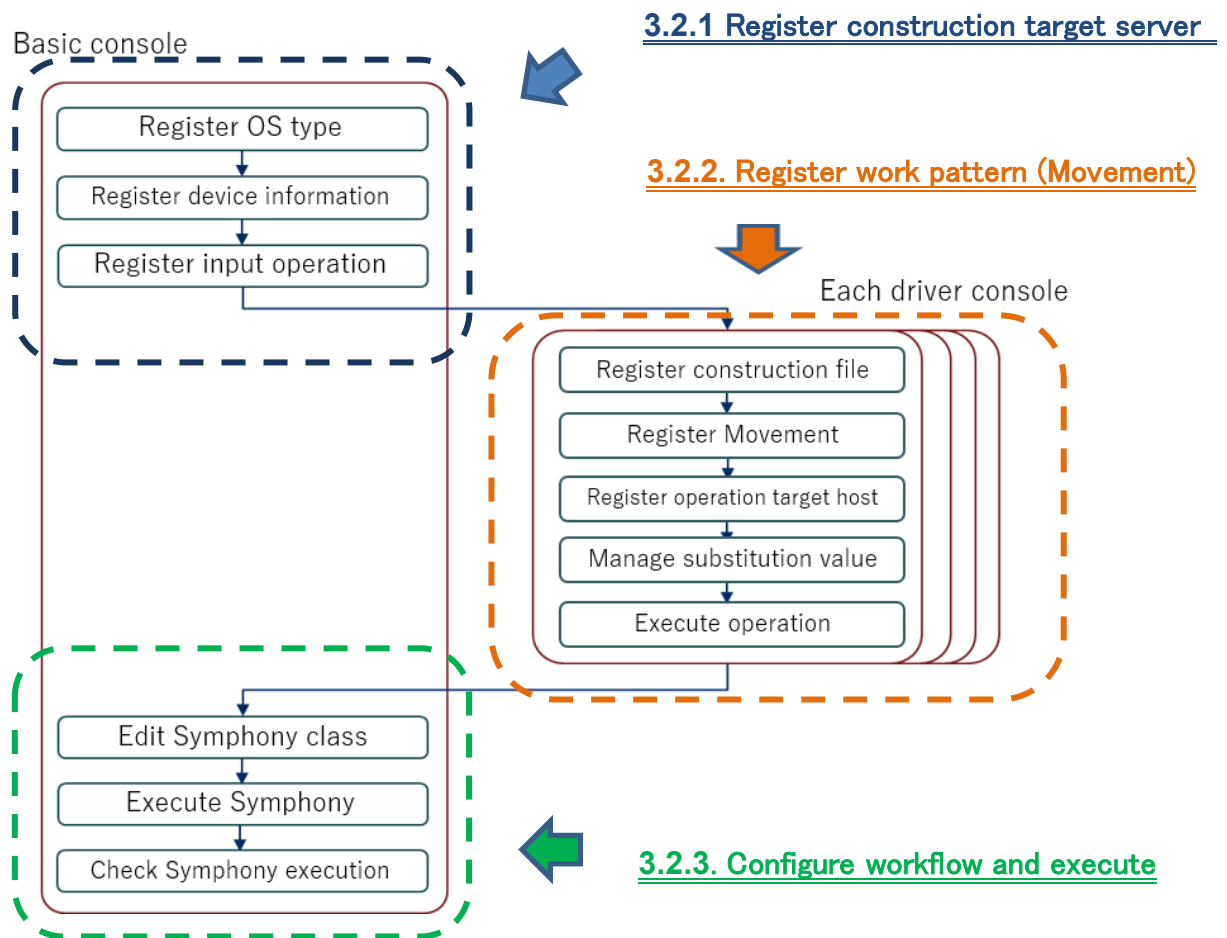 3.2.1 Register construction target server
Basic console
Register OS type
Register device information
Register input operation
3.2.2. Register work pattern (Movement)
Each driver console
Register construction file
Register Movement
Register operation target host
Manage substitution value
Execute operation
Edit Symphony class
Execute Symphony
Check Symphony execution
3.2.3. Configure workflow and execute